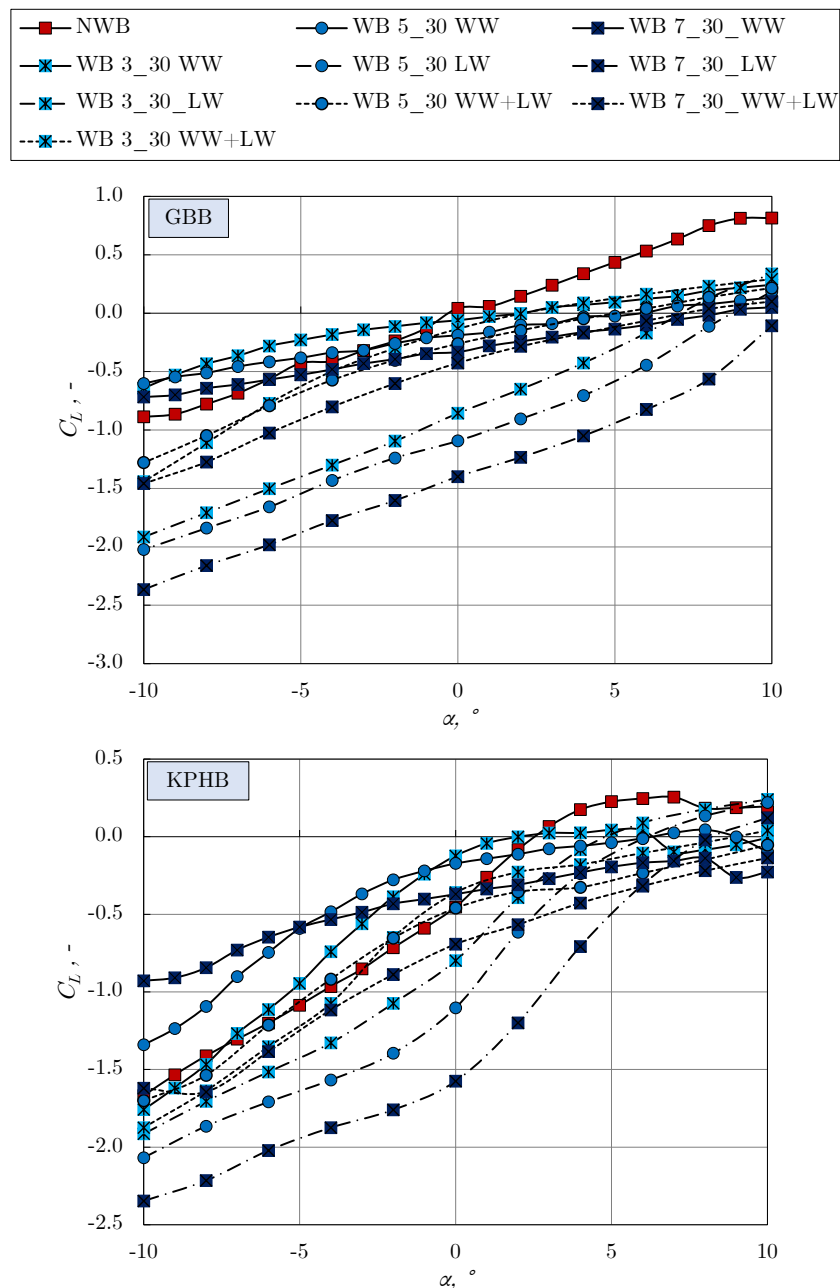 NWB WB 5_30 WW WB 7_30_WW
WB 3_30 WW WB 5_30 LW WB 7_30_LW
WB 3_30_LW WB 5_30 WW+LW WB 7_30_WW+LW
WB 3_30 WW+LW
1.0
GBB
0.5
0.0
-0.5
C_L , -
-1.0
-1.5
-2.0
-2.5
-3.0
-10 -5 0 5 10
α, °
0.5
KPHB
0.0
-0.5
C_L , -
-1.0
-1.5
-2.0
-2.5
-10 -5 0 5 10
α, °